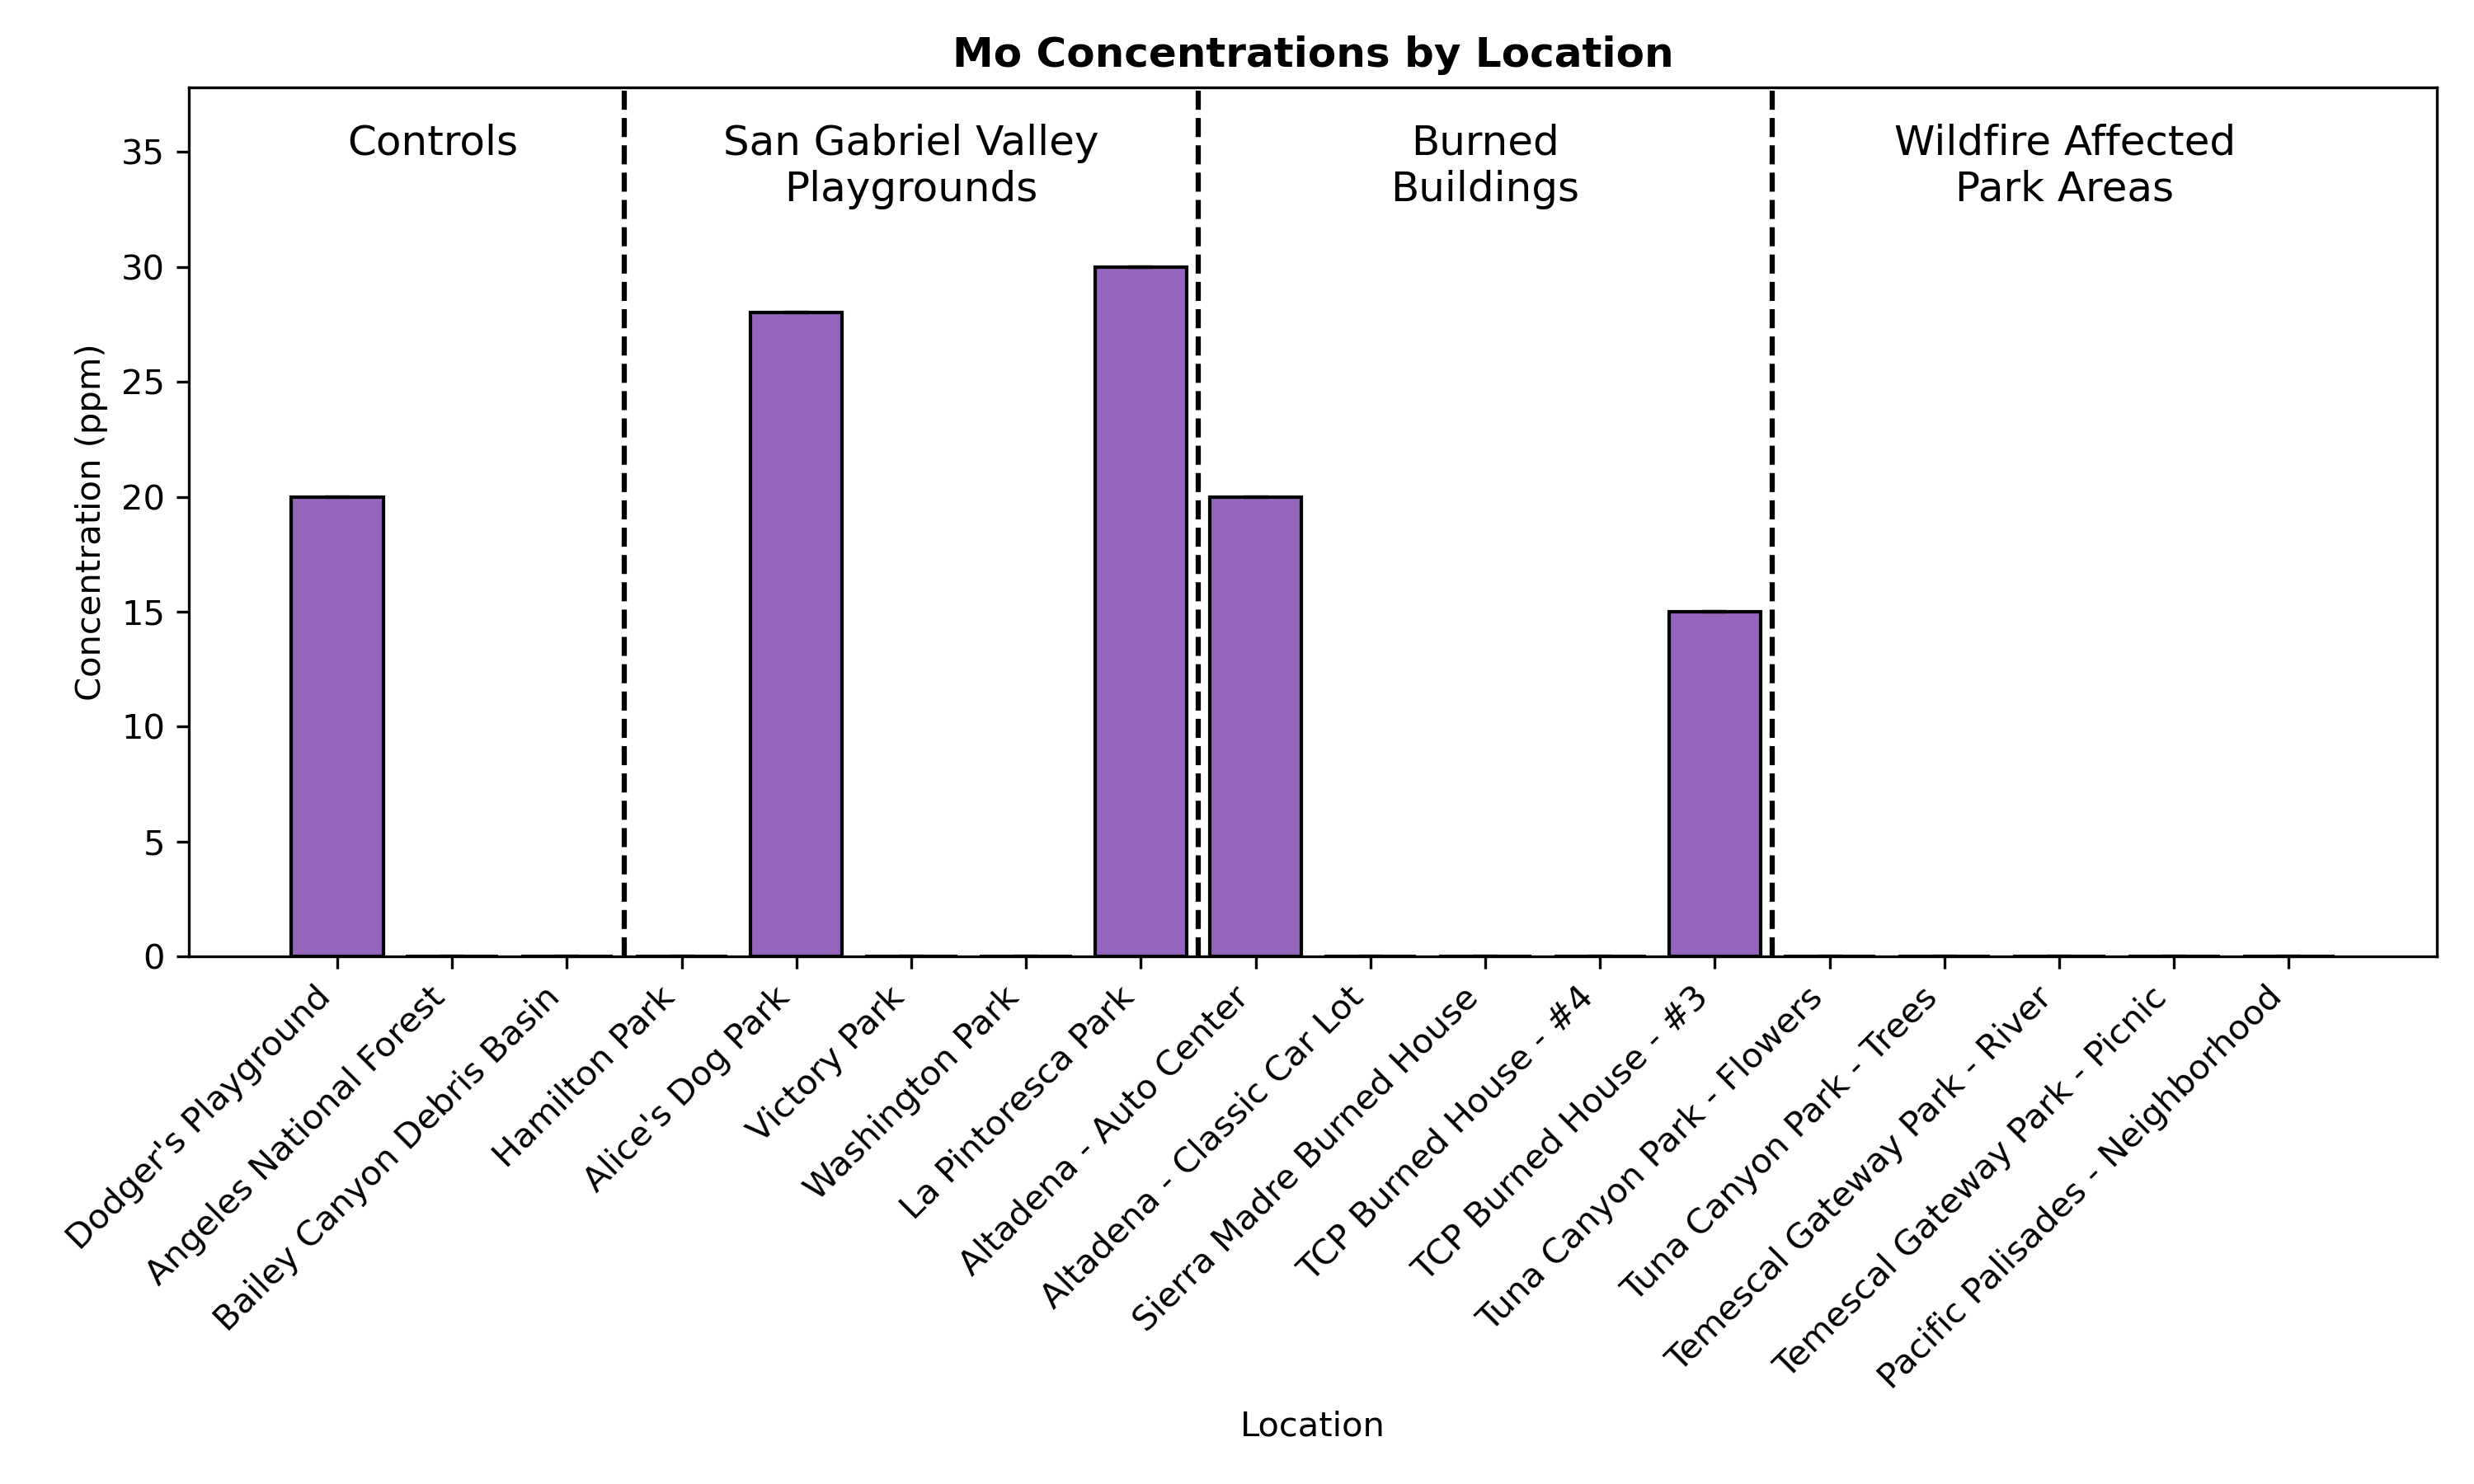 Mo Concentrations by Location
Controls
San Gabriel Valley
Playgrounds
Burned
Buildings
Wildfire Affected
Park Areas
Concentration (ppm)
35
30
25
20
15
10
5
0
Dodger's Playground
Angeles National Forest
Bailey Canyon Debris Basin
Hamilton Park
Alice's Dog Park
Victory Park
Washington Park
La Pintoresca Park
Altadena - Auto Center
Altadena - Classic Car Lot
Sierra Madre Burned House
TCP Burned House - #4
TCP Burned House - #3
Tuna Canyon Park - Flowers
Tuna Canyon Park - Trees
Temescal Gateway Park - River
Temescal Gateway Park - Picnic
Pacific Palisades - Neighborhood
Location